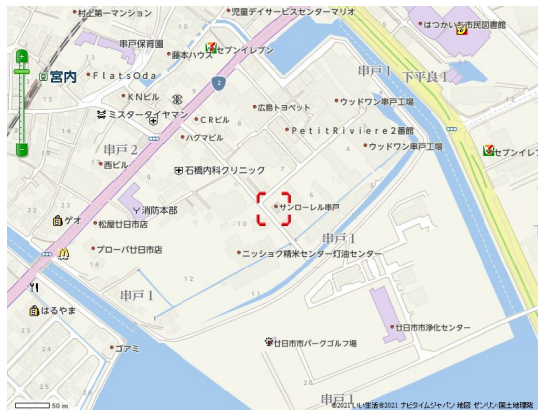 村上第一マンション
児童デイサービスセンターマリオ
はつかいち市民図書館
串戸保育園
藤本ハウス
セブンイレブン
宮内
FlatsOda
串戸1
下平良1
KNビル
2
広島トヨペット
ウッドワン串戸工場
ミスタータイヤマン
CRビル
PetitRiviere2番館
ハグマビル
ウッドワン串戸工場
セブンイレブ
串戸2
西ビル
石橋内科クリニック
消防本部
サンローレル串戸
ゲオ
松屋廿日市店
10
串戸1
プローバ廿日市店
ニッショク精米センター灯油センター
12
11
串戸1
はるやま
ゴアミ
廿日市市パークゴルフ場
廿日市市浄化センター
20
串戸1
50 m
©2021 いい生活©2021 ナビタイムジャパン 地図 ゼンリン 国土地理院